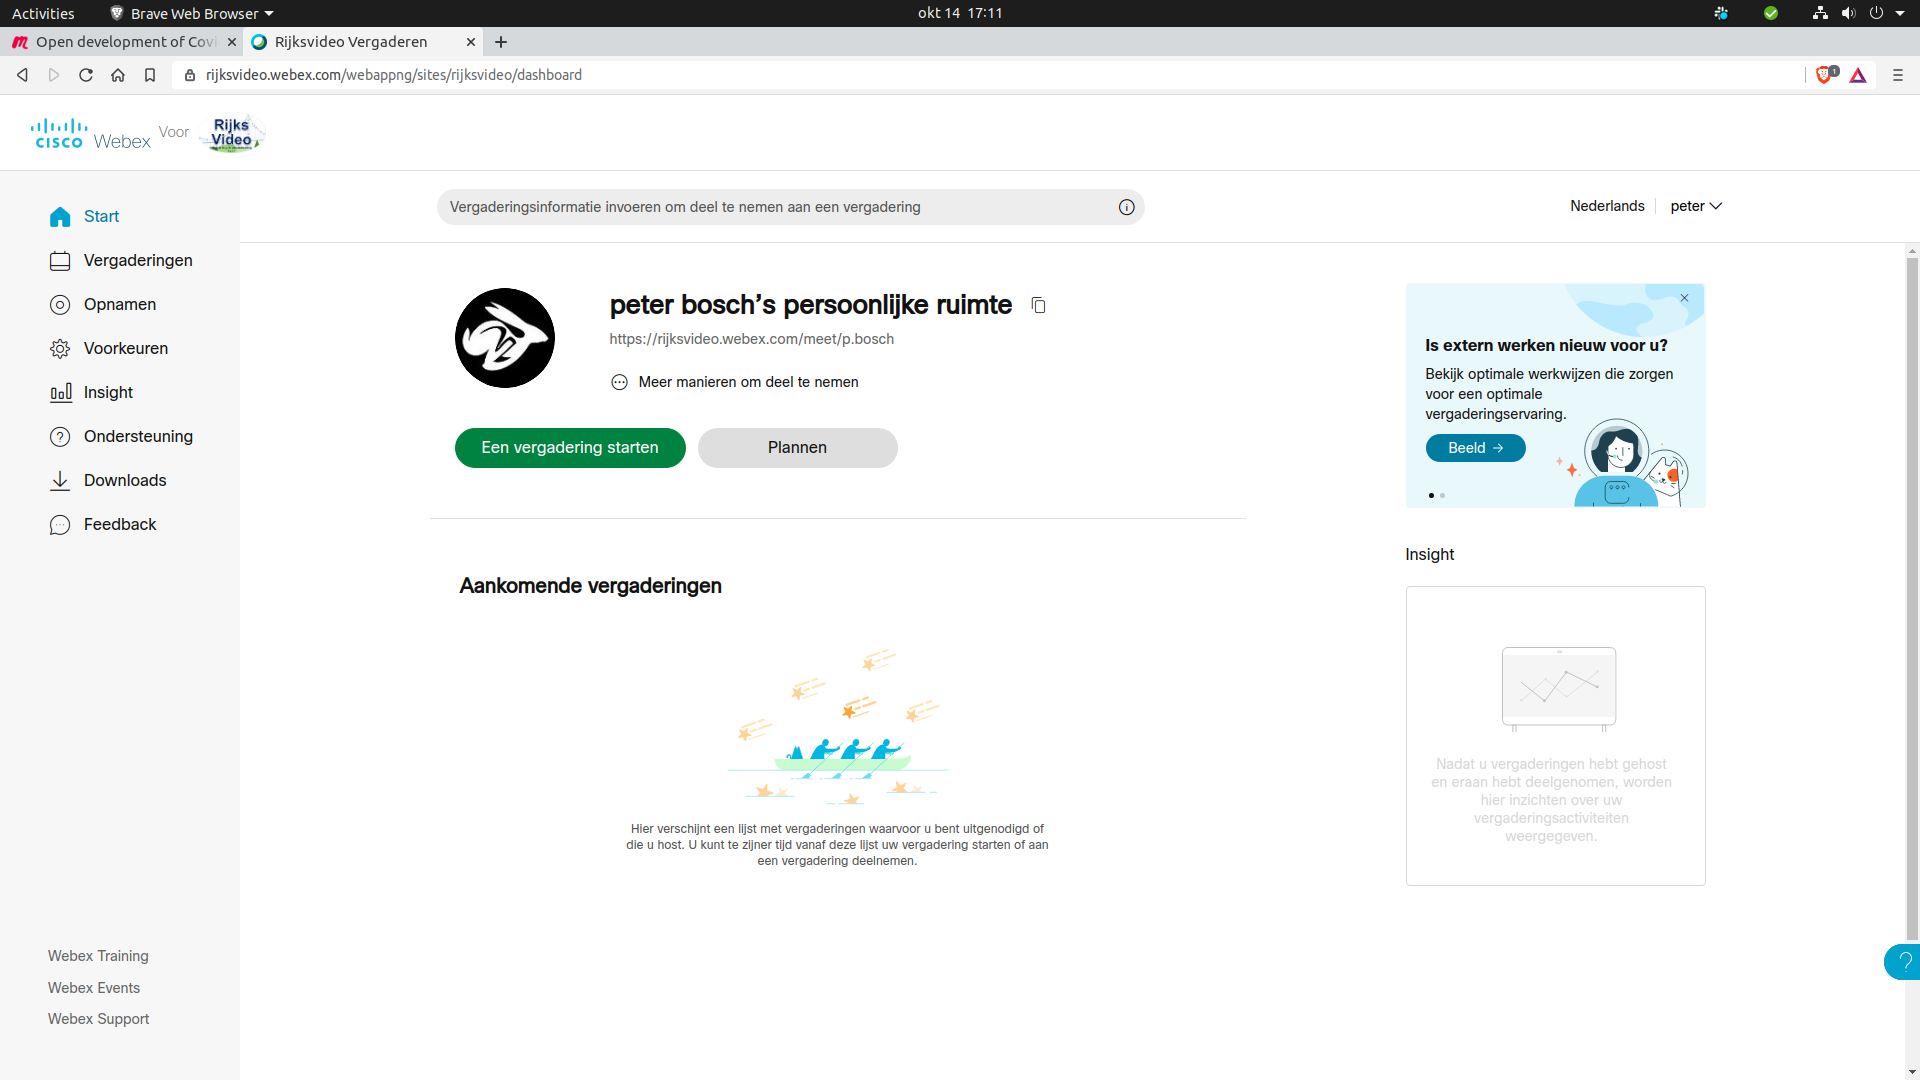 Activities
Brave Web Browser
okt 14 17:11
Open development of Covi
Rijksvideo Vergaderen
rijksvideo.webex.com/webappng/sites/rijksvideo/dashboard
1
CISCO Webex Voor Rijks Video
Start
Vergaderingen
Opnamen
Voorkeuren
Insight
Ondersteuning
Downloads
Feedback
Webex Training
Webex Events
Webex Support
Vergaderingsinformatie invoeren om deel te nemen aan een vergadering
Nederlands
peter
peter bosch's persoonlijke ruimte
https://rijksvideo.webex.com/meet/p.bosch
Meer manieren om deel te nemen
Een vergadering starten
Plannen
Aankomende vergaderingen
Hier verschijnt een lijst met vergaderingen waarvoor u bent uitgenodigd of
die u host. U kunt te zijner tijd vanaf deze lijst uw vergadering starten of aan
een vergadering deelnemen.
Is extern werken nieuw voor u?
Bekijk optimale werkwijzen die zorgen
voor een optimale
vergaderingservaring.
Beeld →
Insight
Nadat u vergaderingen hebt gehost
en eraan hebt deelgenomen, worden
hier inzichten over uw
vergaderingsactiviteiten
weergegeven.
?